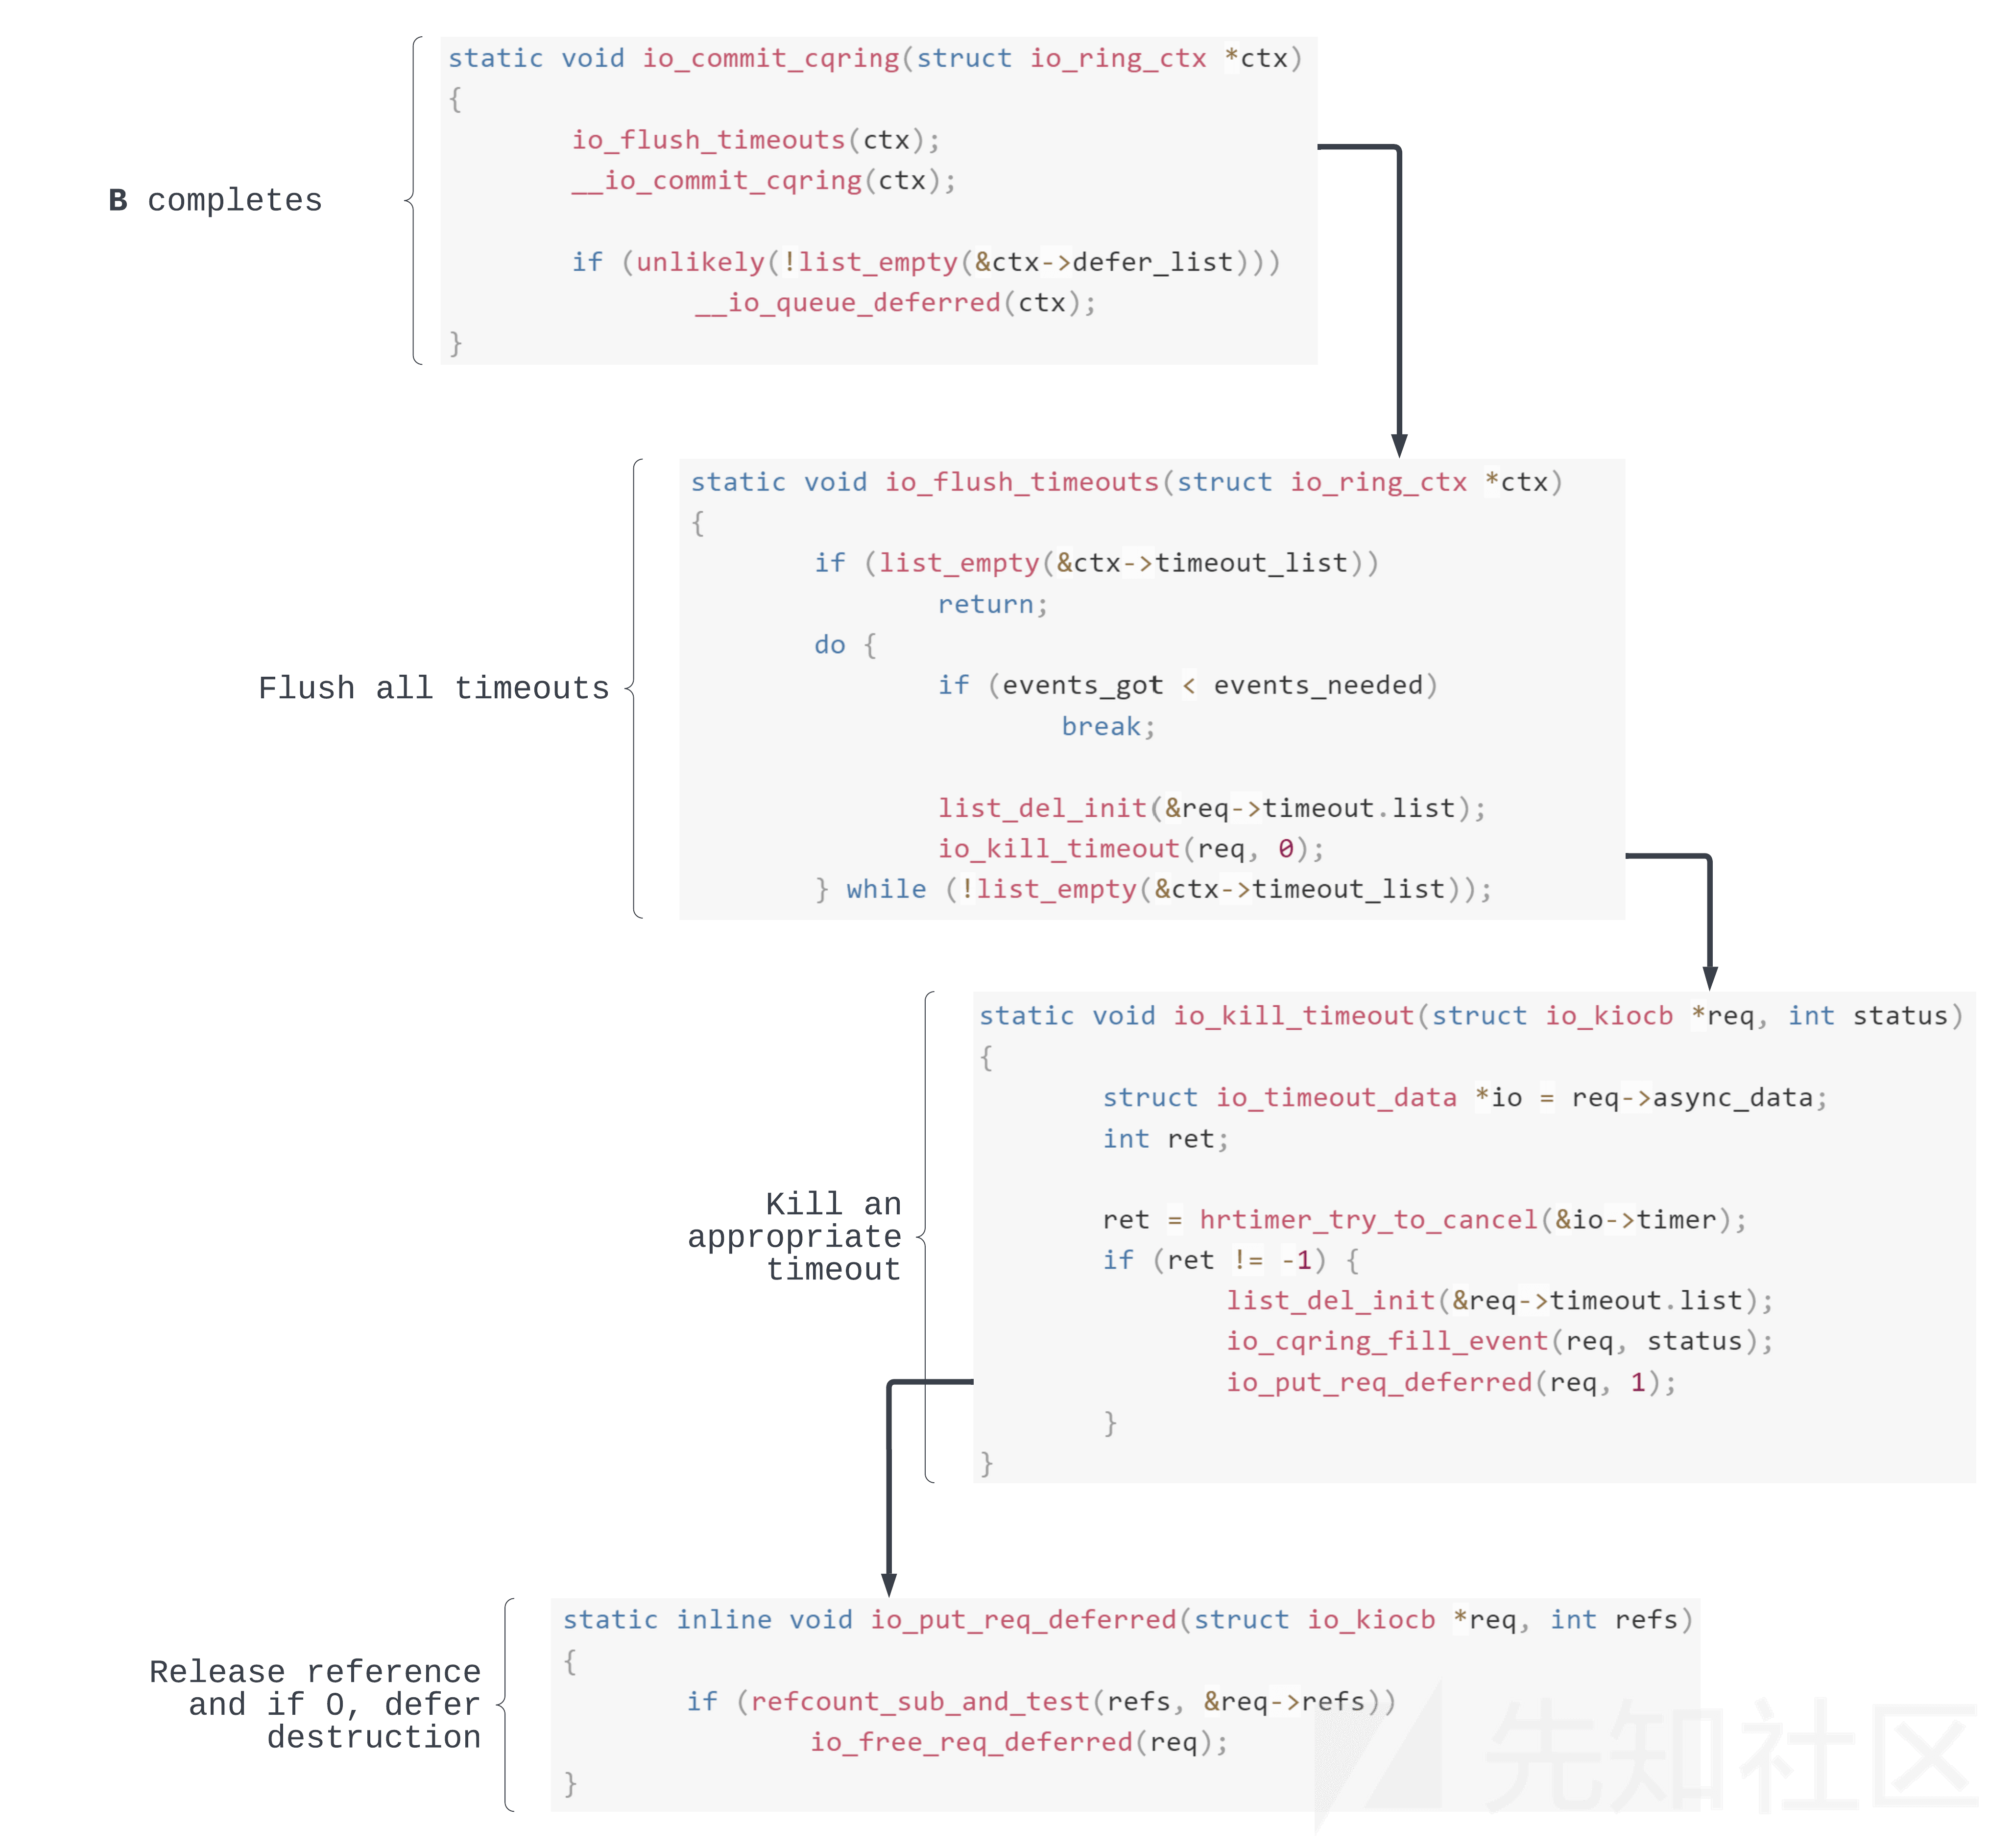 static void io_commit_cqring(struct io_ring_ctx *ctx)
{
io_flush_timeouts(ctx);
__io_commit_cqring(ctx);
if (unlikely(!list_empty(&ctx->defer_list)))
__io_queue_deferred(ctx);
}
B completes
static void io_flush_timeouts(struct io_ring_ctx *ctx)
{
if (list_empty(&ctx->timeout_list))
return;
do {
if (events_got < events_needed)
break;
list_del_init(&req->timeout.list);
io_kill_timeout(req, 0);
} while (!list_empty(&ctx->timeout_list));
Flush all timeouts
static void io_kill_timeout(struct io_kiocb *req, int status)
{
struct io_timeout_data *io = req->async_data;
int ret;
ret = hrtimer_try_to_cancel(&io->timer);
if (ret != -1) {
list_del_init(&req->timeout.list);
io_cqring_fill_event(req, status);
io_put_req_deferred(req, 1);
}
}
Kill an
appropriate
timeout
static inline void io_put_req_deferred(struct io_kiocb *req, int refs)
{
if (refcount_sub_and_test(refs, &req->refs))
io_free_req_deferred(req);
}
Release reference
and if 0, defer
destruction
先知社区